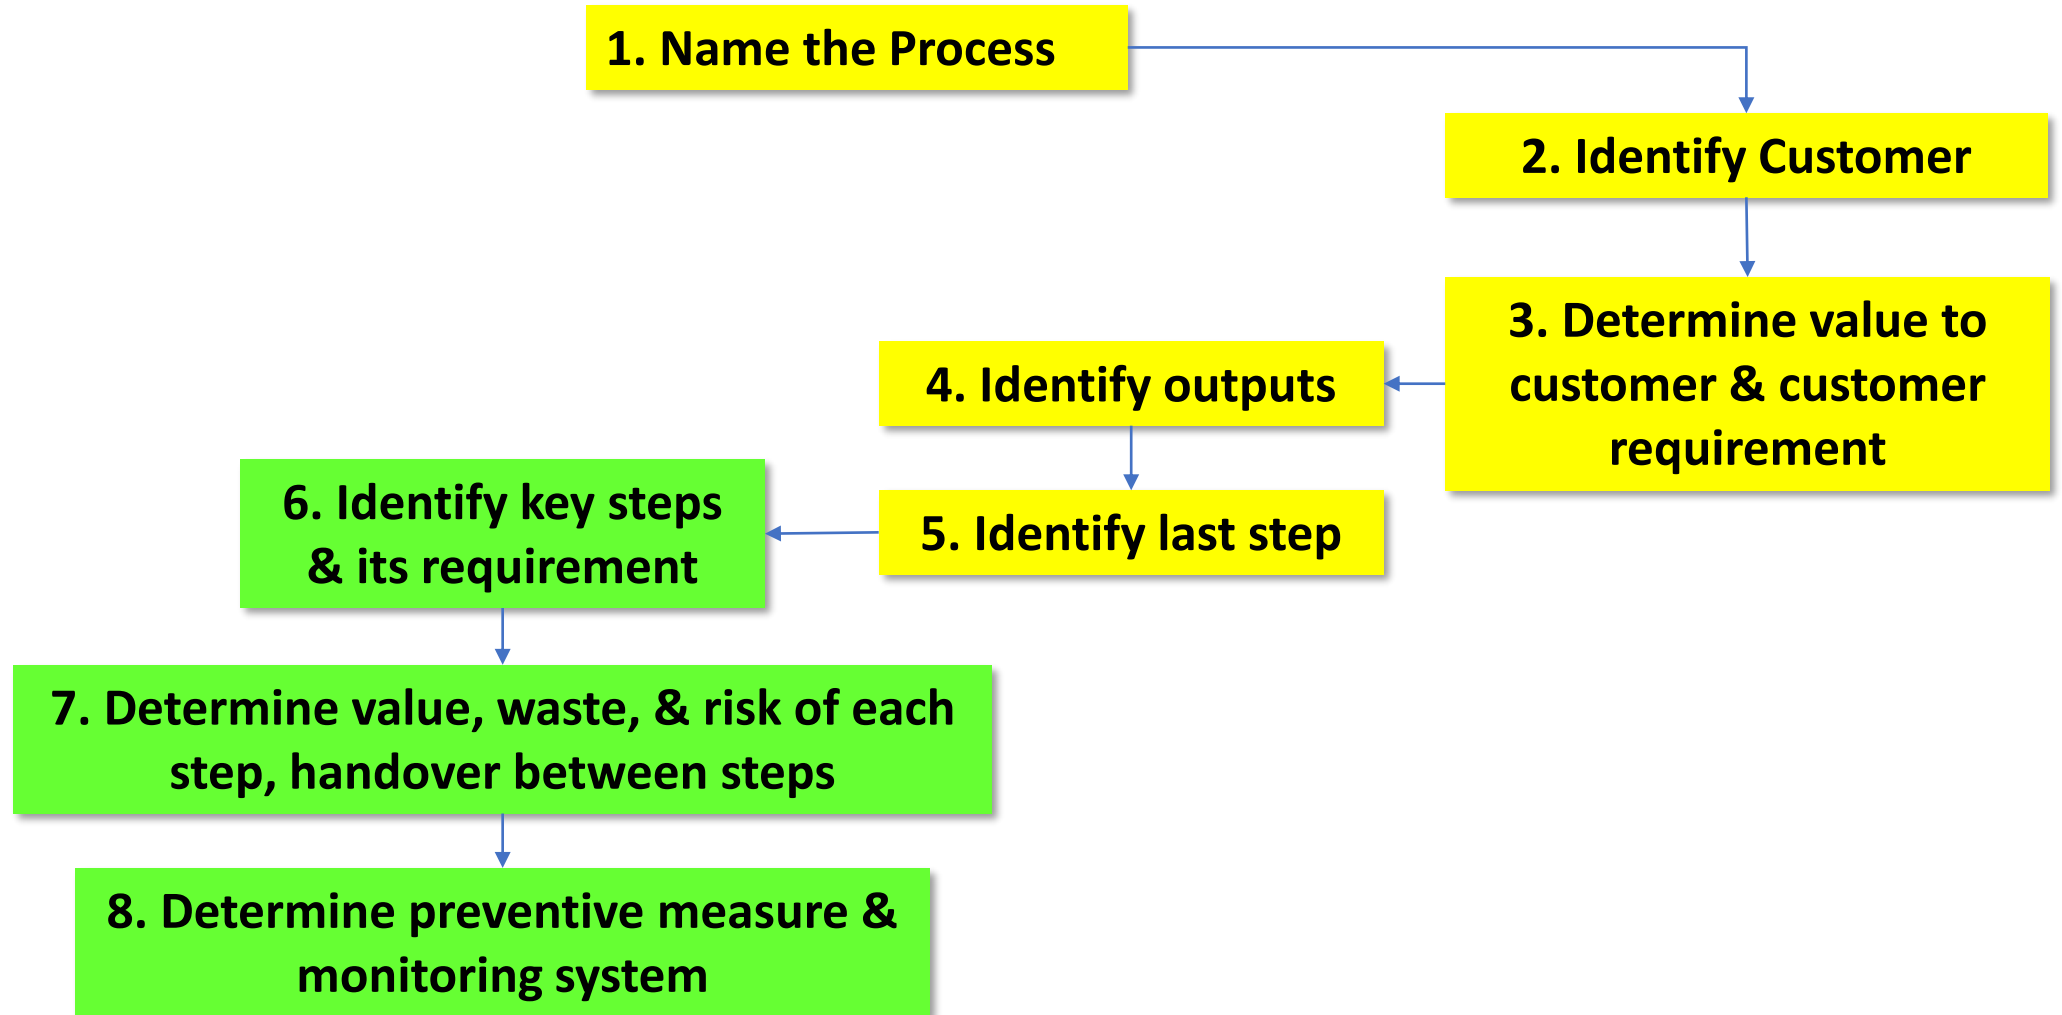 1. Name the Process
2. Identify Customer
3. Determine value to
customer & customer
requirement
4. Identify outputs
5. Identify last step
6. Identify key steps
& its requirement
7. Determine value, waste, & risk of each
step, handover between steps
8. Determine preventive measure &
monitoring system